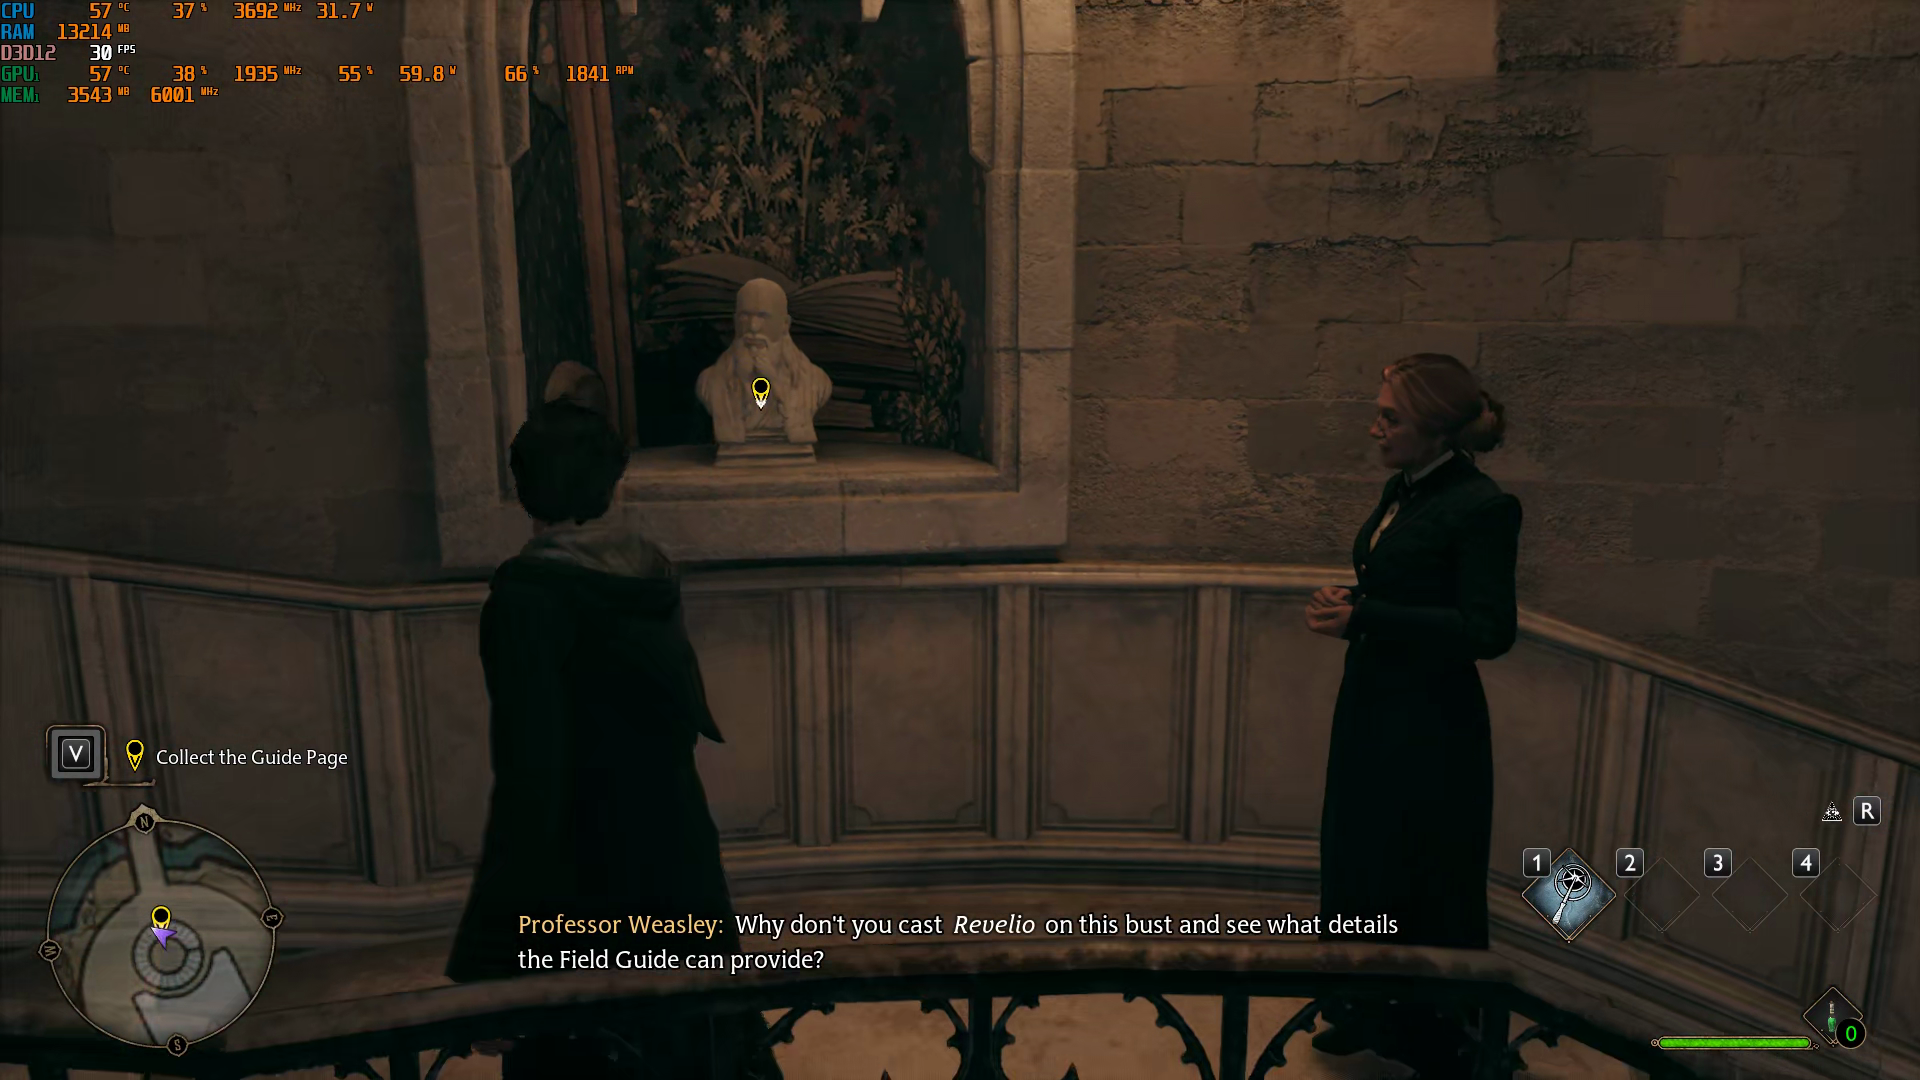 CPU 57 °C 37 % 3692 MHz 31.7 W
RAM 13214 MB
D3D12 30 FPS
GPU1 57 °C 38 % 1935 MHz 55 % 59.8 W 66 % 1841 RPM
MEM1 3543 MB 6001 MHz
V Collect the Guide Page
N
E
W
S
R
1 2 3 4
Professor Weasley: Why don't you cast Revelio on this bust and see what details
the Field Guide can provide?
0